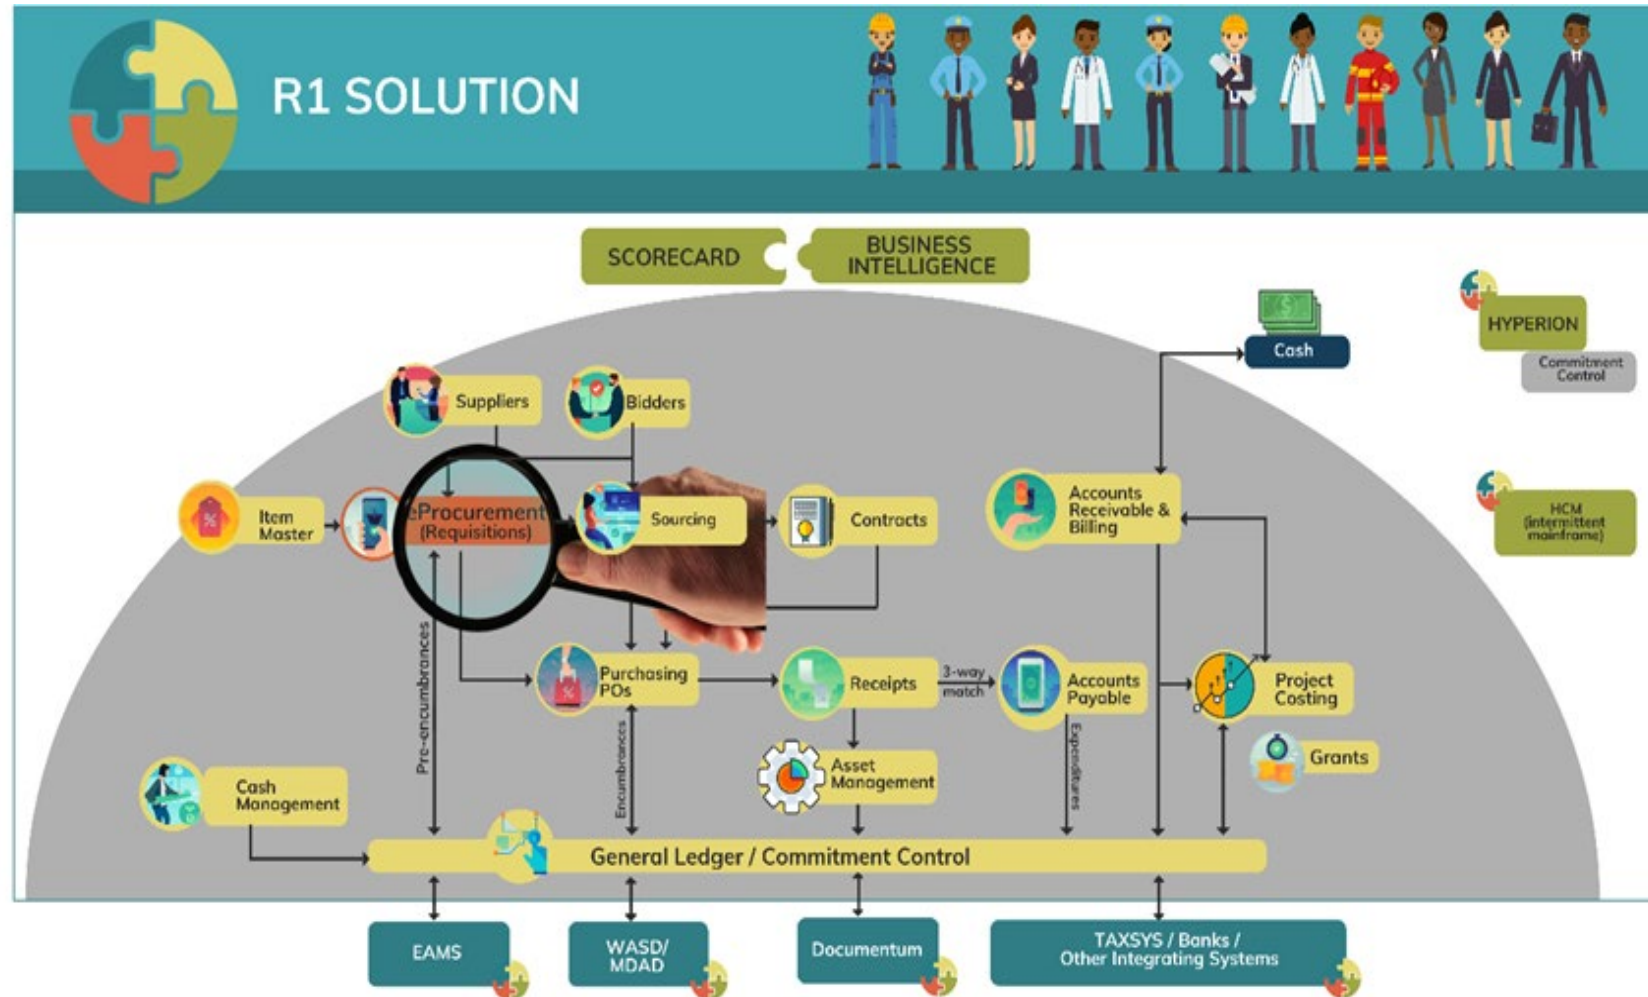 R1 SOLUTION
SCORECARD
BUSINESS
INTELLIGENCE
Cash
HYPERION
Commitment
Control
Suppliers
Bidders
Item
Master
eProcurement
(Requisitions)
Sourcing
Contracts
Accounts
Receivable &
Billing
HCM
(intermittent
mainframe)
Pre-encumbrances
Purchasing
POs
Receipts
3-way
match
Accounts
Payable
Project
Costing
Encumbrances
Expenditures
Grants
Asset
Management
Cash
Management
General Ledger / Commitment Control
EAMS
WASD/
MDAD
Documentum
TAXSYS / Banks /
Other Integrating Systems